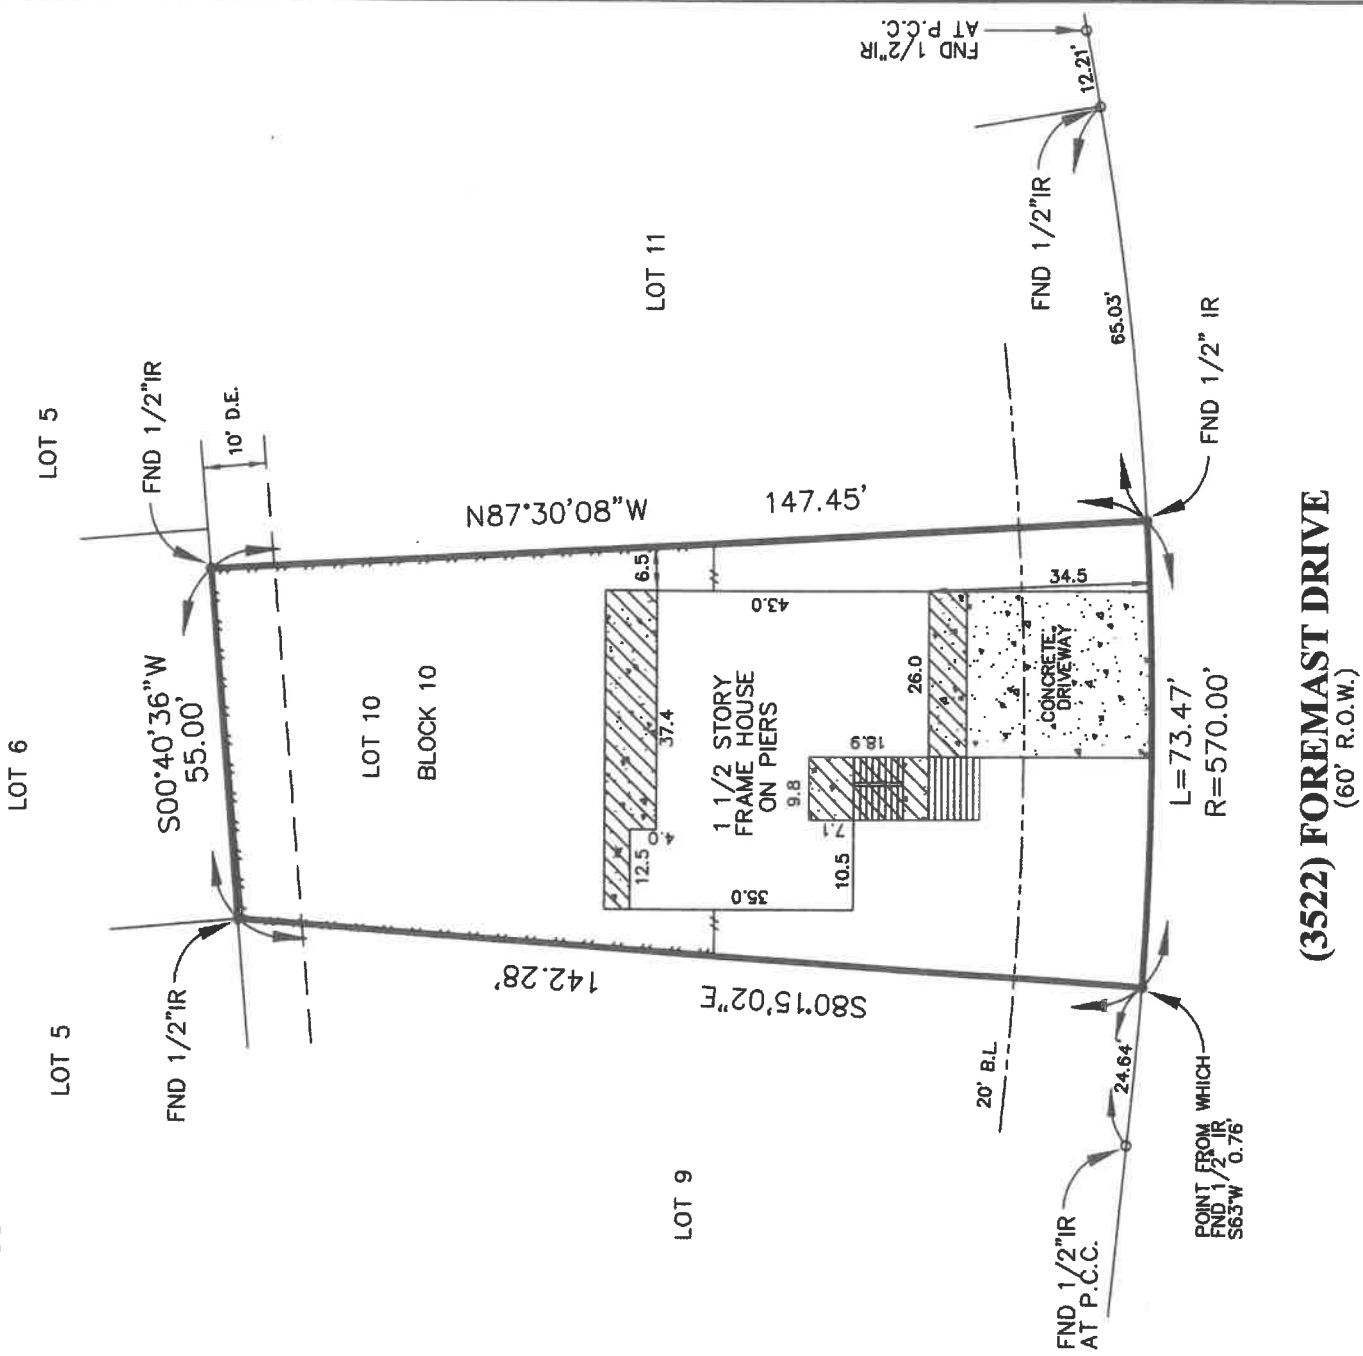 FND 1/2"IR
AT P.C.C.
12.21'
FND 1/2"IR
65.03'
FND 1/2" IR
LOT 11
LOT 5
FND 1/2"IR
10' D.E.
N87°30'08"W 147.45'
S00°40'36"W
55.00'
LOT 6
LOT 10
BLOCK 10
6.5
43.0
34.5
37.4
26.0
CONCRETE
DRIVEWAY
1 1/2 STORY
FRAME HOUSE
ON PIERS
18.9
9.8
7.1
4.0
12.5
35.0
10.5
L=73.47'
R=570.00'
(3522) FOREMAST DRIVE
(60' R.O.W.)
S80°15'02"E 142.28'
LOT 5
FND 1/2"IR
20' B.L.
24.64'
LOT 9
POINT FROM WHICH
FND 1/2" IR
S63°W 0.76'
FND 1/2"IR
AT P.C.C.